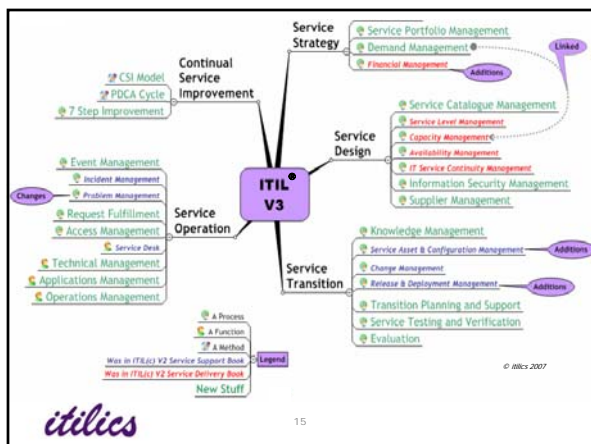 Service Strategy
Service Portfolio Management
Demand Management
Financial Management
Additions
Linked
Continual Service Improvement
CSI Model
PDCA Cycle
7 Step Improvement
Service Design
Service Catalogue Management
Service Level Management
Capacity Management
Availability Management
IT Service Continuity Management
Information Security Management
Supplier Management
ITIL®
V3
Service Operation
Event Management
Incident Management
Problem Management
Changes
Request Fulfillment
Access Management
Service Desk
Technical Management
Applications Management
Operations Management
Service Transition
Knowledge Management
Service Asset & Configuration Management
Additions
Change Management
Release & Deployment Management
Additions
Transition Planning and Support
Service Testing and Verification
Evaluation
A Process
A Function
A Method
Was in ITIL(c) V2 Service Support Book
Was in ITIL(c) V2 Service Delivery Book
New Stuff
Legend
© itilics 2007
itilics
15